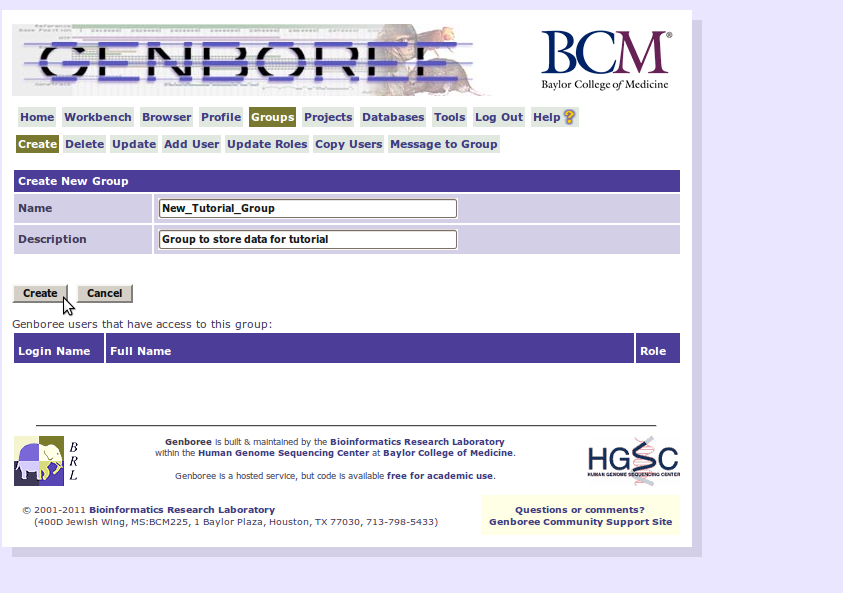 GENBOREE
BCM®
Baylor College of Medicine
Home Workbench Browser Profile Groups Projects Databases Tools Log Out Help
Create Delete Update Add User Update Roles Copy Users Message to Group
Create New Group
Name New_Tutorial_Group
Description Group to store data for tutorial
Create Cancel
Genboree users that have access to this group:
Login Name Full Name Role
Genboree is built & maintained by the Bioinformatics Research Laboratory
within the Human Genome Sequencing Center at Baylor College of Medicine.
Genboree is a hosted service, but code is available free for academic use.
B
R
L
HGSC
HUMAN GENOME SEQUENCING CENTER
© 2001-2011 Bioinformatics Research Laboratory
(400D Jewish Wing, MS:BCM225, 1 Baylor Plaza, Houston, TX 77030, 713-798-5433)
Questions or comments?
Genboree Community Support Site